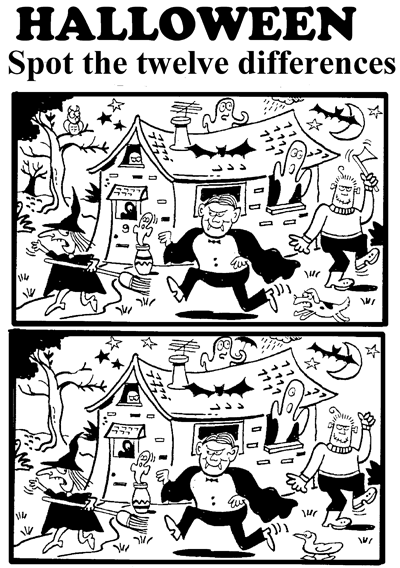 HALLOWEEN
Spot the twelve differences
9